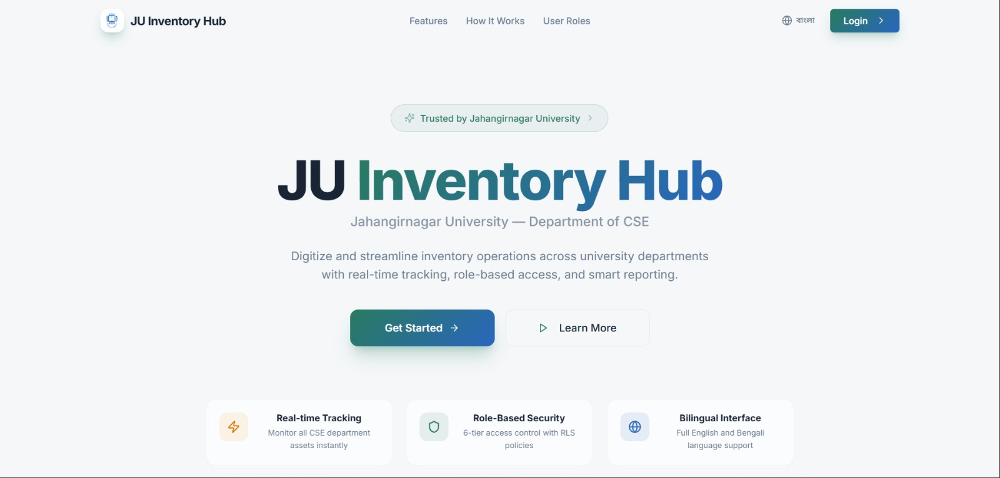 JU Inventory Hub
Features
How It Works
User Roles
বাংলা
Login
Trusted by Jahangirnagar University
JU Inventory Hub
Jahangirnagar University — Department of CSE
Digitize and streamline inventory operations across university departments
with real-time tracking, role-based access, and smart reporting.
Get Started
Learn More
Real-time Tracking
Monitor all CSE department
assets instantly
Role-Based Security
6-tier access control with RLS
policies
Bilingual Interface
Full English and Bengali
language support